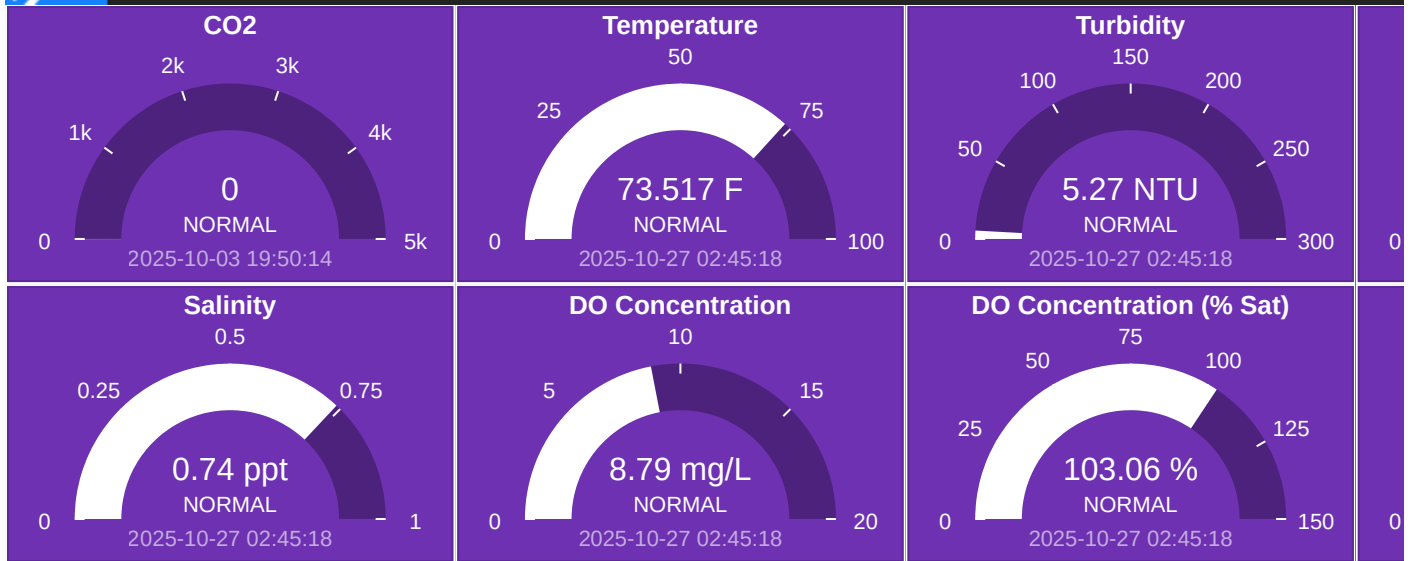 CO2
0
1k
2k
3k
4k
5k
0
NORMAL
2025-10-03 19:50:14
Temperature
0
25
50
75
100
73.517 F
NORMAL
2025-10-27 02:45:18
Turbidity
0
50
100
150
200
250
300
5.27 NTU
NORMAL
2025-10-27 02:45:18
0
Salinity
0
0.25
0.5
0.75
1
0.74 ppt
NORMAL
2025-10-27 02:45:18
DO Concentration
0
5
10
15
20
8.79 mg/L
NORMAL
2025-10-27 02:45:18
DO Concentration (% Sat)
0
25
50
75
100
125
150
103.06 %
NORMAL
2025-10-27 02:45:18
0